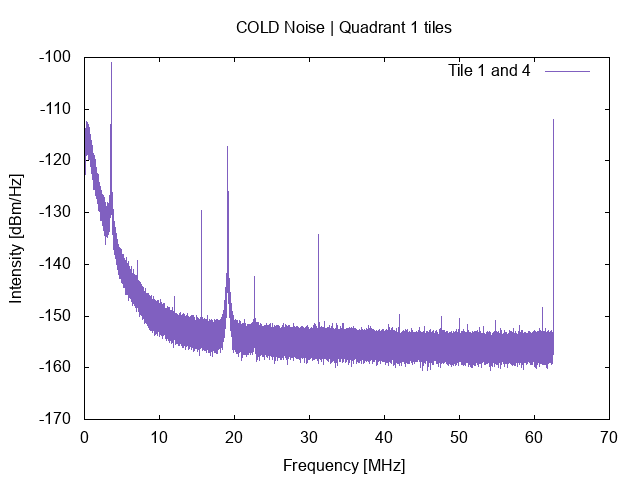 COLD Noise | Quadrant 1 tiles
Tile 1 and 4
-100
-110
-120
-130
-140
-150
-160
-170
Intensity [dBm/Hz]
0 10 20 30 40 50 60 70
Frequency [MHz]